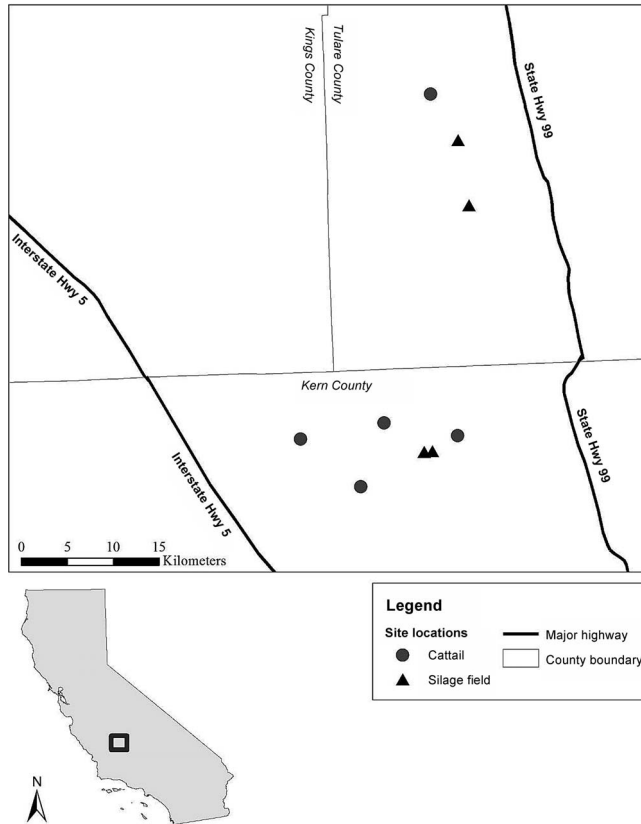 Kings County
Tulare County
State Hwy 99
Interstate Hwy 5
Kern County
Interstate Hwy 5
State Hwy 99
0 5 10 15
Kilometers
Legend
Site locations
Cattail
Silage field
Major highway
County boundary
N